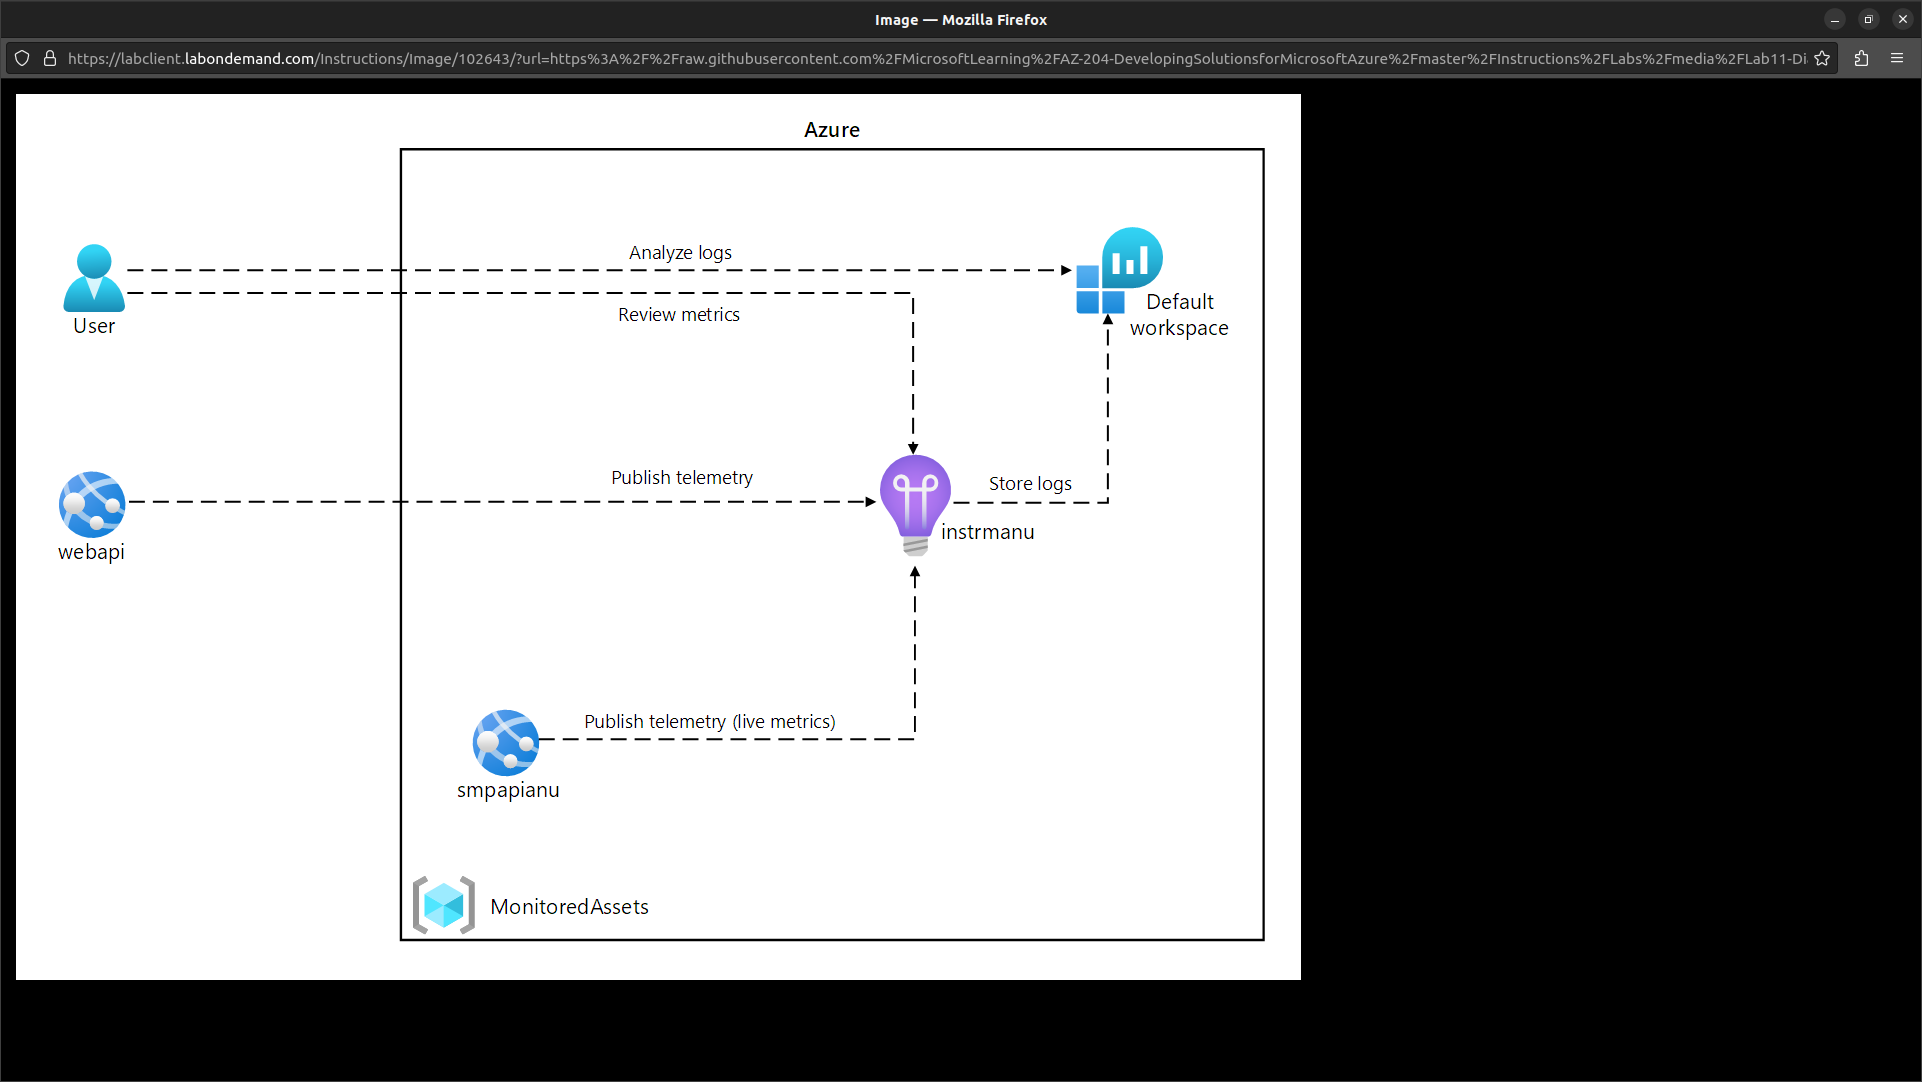 Image — Mozilla Firefox
https://labclient.labondemand.com/Instructions/Image/102643/?url=https%3A%2F%2Fraw.githubusercontent.com%2FMicrosoftLearning%2FAZ-204-DevelopingSolutionsforMicrosoftAzure%2Fmaster%2FInstructions%2FLabs%2Fmedia%2FLab11-Di
Azure
Analyze logs
User
Review metrics
Default
workspace
Publish telemetry
Store logs
webapi
instrmanu
Publish telemetry (live metrics)
smpapianu
MonitoredAssets